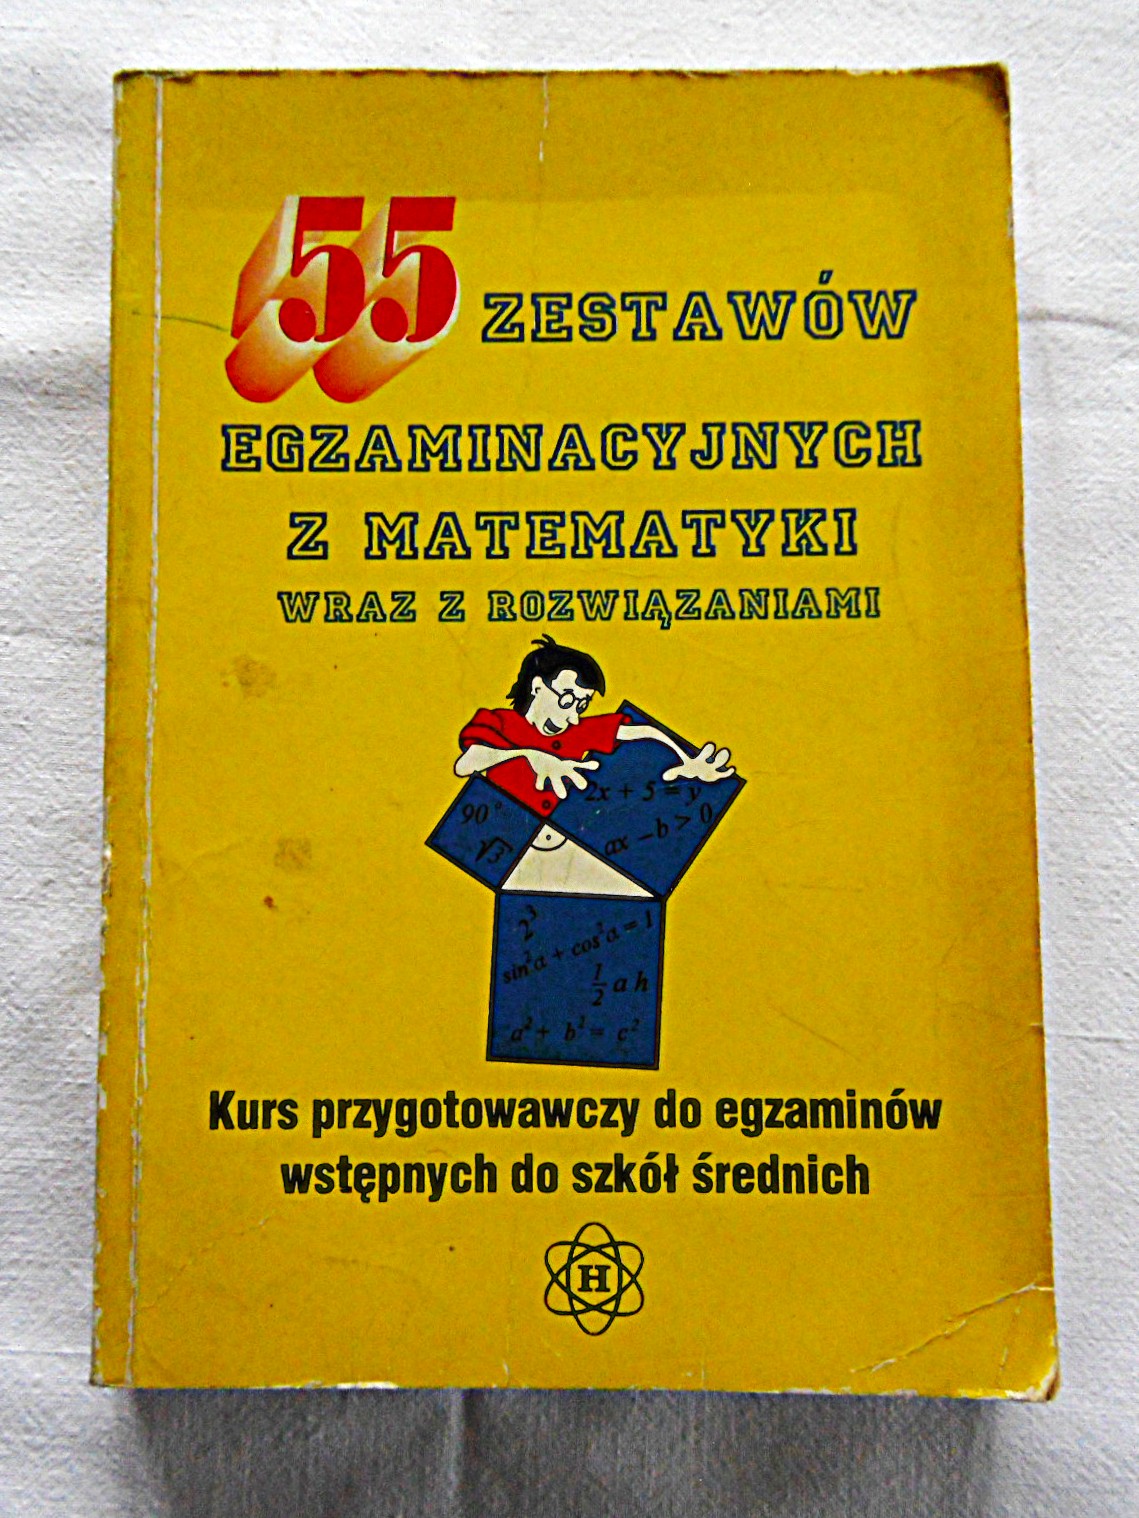 55 ZESTAWÓW
EGZAMINACYJNYCH
Z MATEMATYKI
WRAZ Z ROZWIĄZANIAMI
2x + 5 = y
90°
ax - b > 0
√3
2³
sin²α + cos²α = 1
1/2 a h
a² + b² = c²
Kurs przygotowawczy do egzaminów
wstępnych do szkół średnich
H